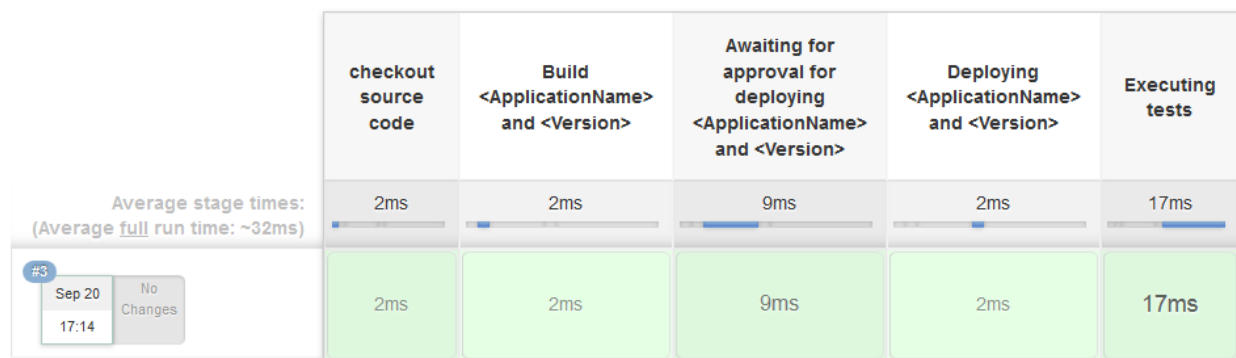 checkout
source
code
Build
<ApplicationName>
and <Version>
Awaiting for
approval for
deploying
<ApplicationName>
and <Version>
Deploying
<ApplicationName>
and <Version>
Executing
tests
Average stage times:
(Average full run time: ~32ms)
2ms
2ms
9ms
2ms
17ms
#3
Sep 20
17:14
No
Changes
2ms
2ms
9ms
2ms
17ms